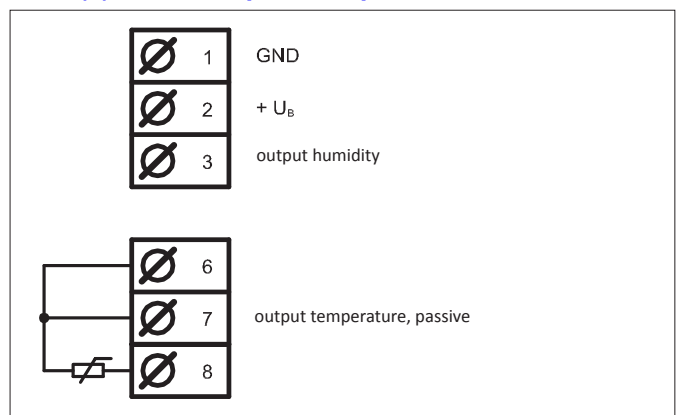 1 GND
2 + U_B
3 output humidity
6
7 output temperature, passive
8